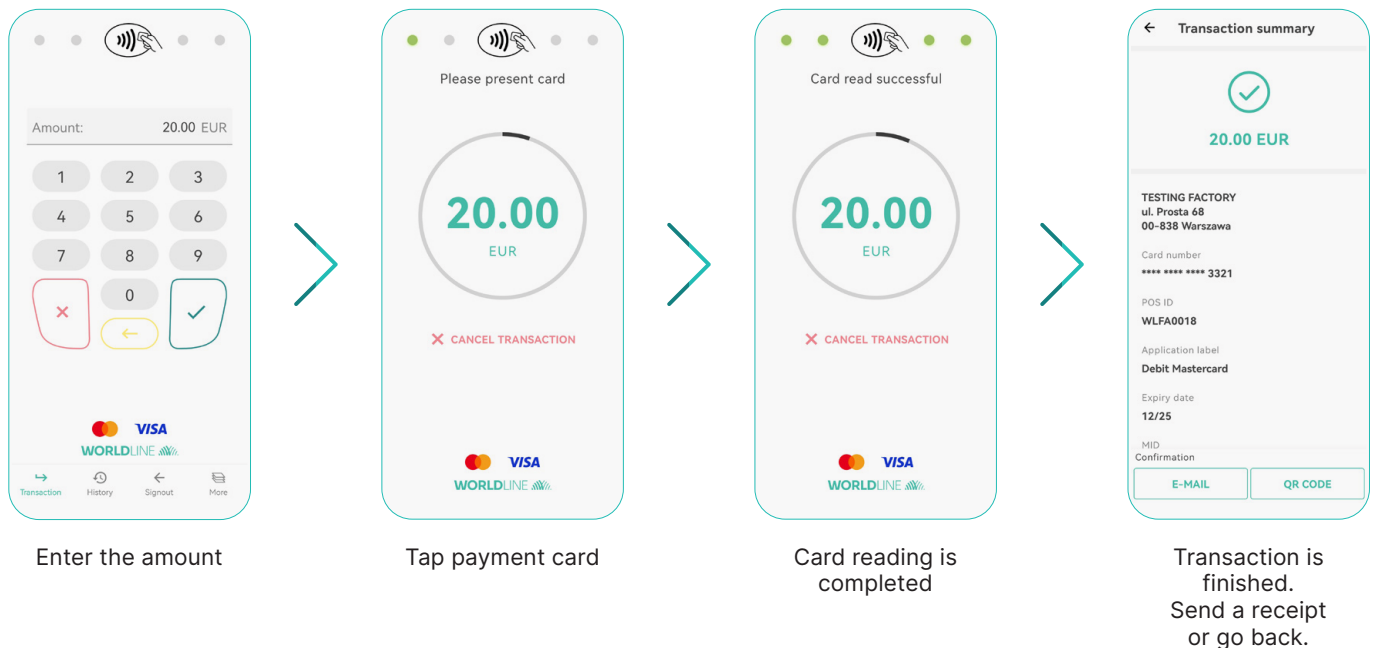 Amount: 20.00 EUR
1 2 3
4 5 6
7 8 9
0
VISA
WORLDLINE
Transaction History Signout More
Enter the amount
Please present card
20.00
EUR
CANCEL TRANSACTION
VISA
WORLDLINE
Tap payment card
Card read successful
20.00
EUR
CANCEL TRANSACTION
VISA
WORLDLINE
Card reading is
completed
Transaction summary
20.00 EUR
TESTING FACTORY
ul. Prosta 68
00-838 Warszawa
Card number
**** **** **** 3321
POS ID
WLFA0018
Application label
Debit Mastercard
Expiry date
12/25
MID
Confirmation
E-MAIL QR CODE
Transaction is
finished.
Send a receipt
or go back.